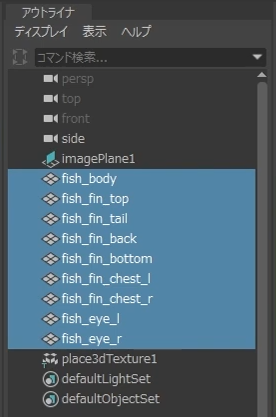 アウトライナ
ディスプレイ 表示 ヘルプ
コマンド検索...
persp
top
front
side
imagePlane1
fish_body
fish_fin_top
fish_fin_tail
fish_fin_back
fish_fin_bottom
fish_fin_chest_l
fish_fin_chest_r
fish_eye_l
fish_eye_r
place3dTexture1
defaultLightSet
defaultObjectSet